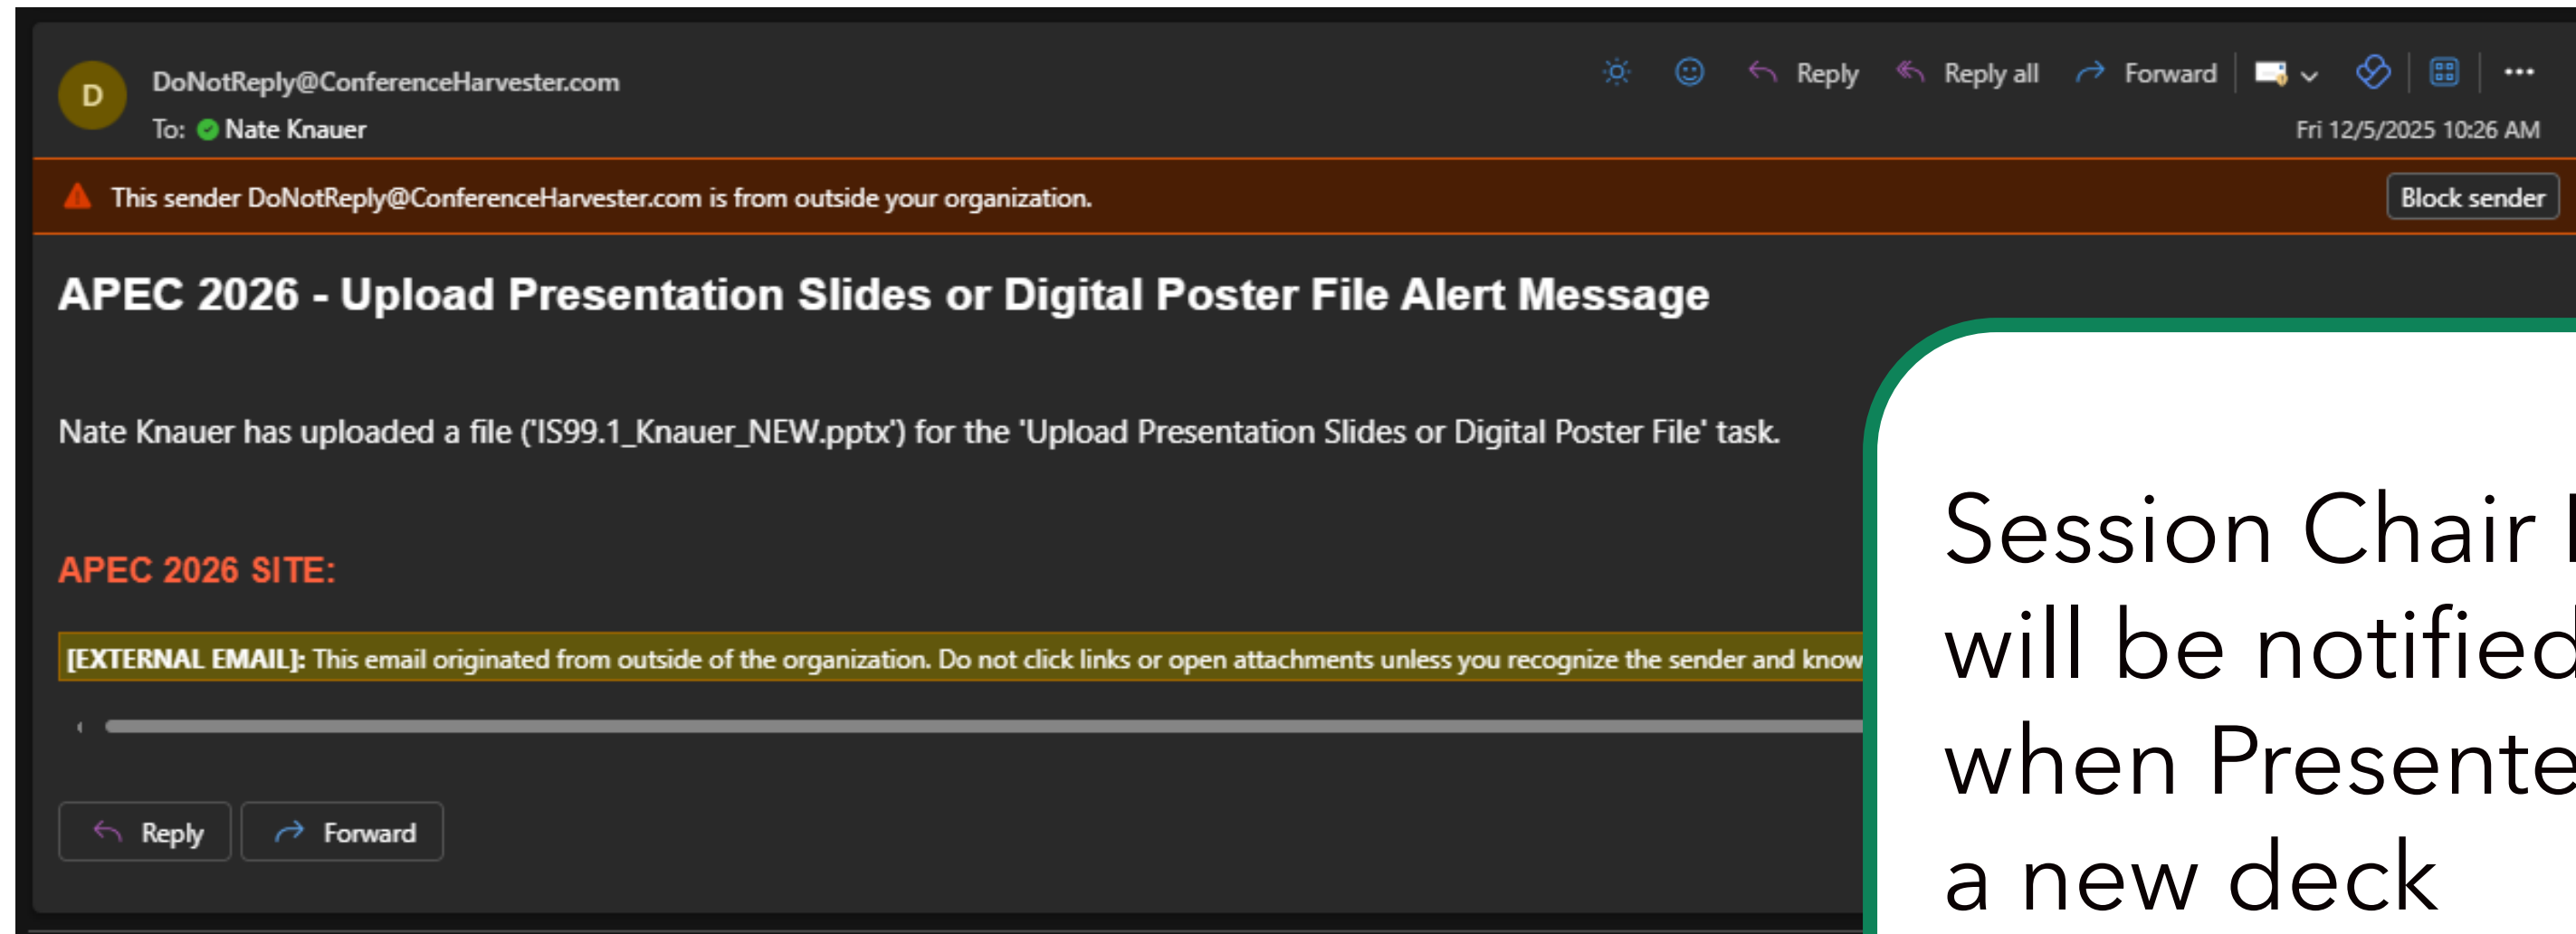 D
DoNotReply@ConferenceHarvester.com
To: Nate Knauer
Reply Reply all Forward
Fri 12/5/2025 10:26 AM
This sender DoNotReply@ConferenceHarvester.com is from outside your organization.
Block sender
APEC 2026 - Upload Presentation Slides or Digital Poster File Alert Message
Nate Knauer has uploaded a file ('IS99.1_Knauer_NEW.pptx') for the 'Upload Presentation Slides or Digital Poster File' task.
APEC 2026 SITE:
[EXTERNAL EMAIL]: This email originated from outside of the organization. Do not click links or open attachments unless you recognize the sender and know
Reply Forward
Session Chair
will be notified
when Presente
a new deck